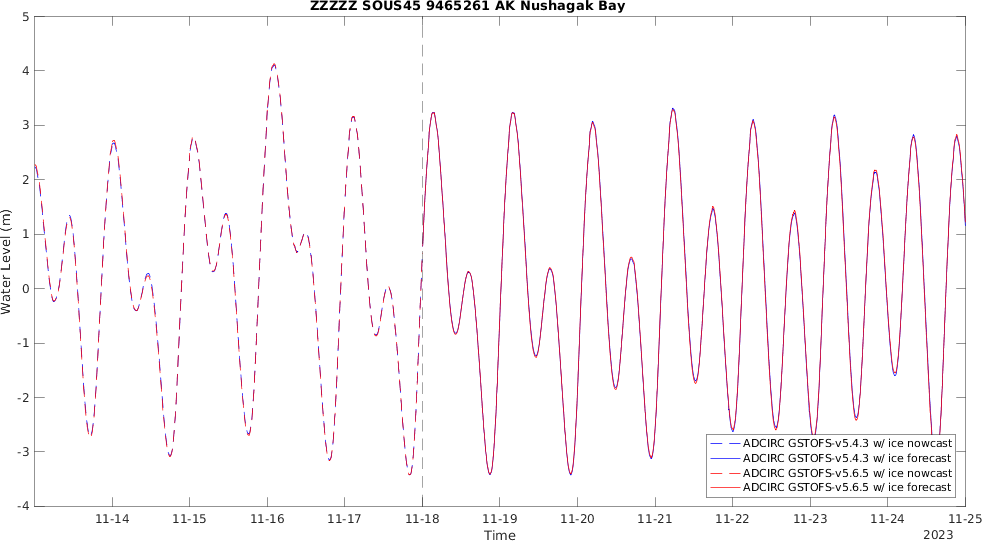 ZZZZZ SOUS45 9465261 AK Nushagak Bay
5
4
3
2
1
0
-1
-2
-3
-4
Water Level (m)
11-14 11-15 11-16 11-17 11-18 11-19 11-20 11-21 11-22 11-23 11-24 11-25
Time
2023
ADCIRC GSTOFS-v5.4.3 w/ ice nowcast
ADCIRC GSTOFS-v5.4.3 w/ ice forecast
ADCIRC GSTOFS-v5.6.5 w/ ice nowcast
ADCIRC GSTOFS-v5.6.5 w/ ice forecast